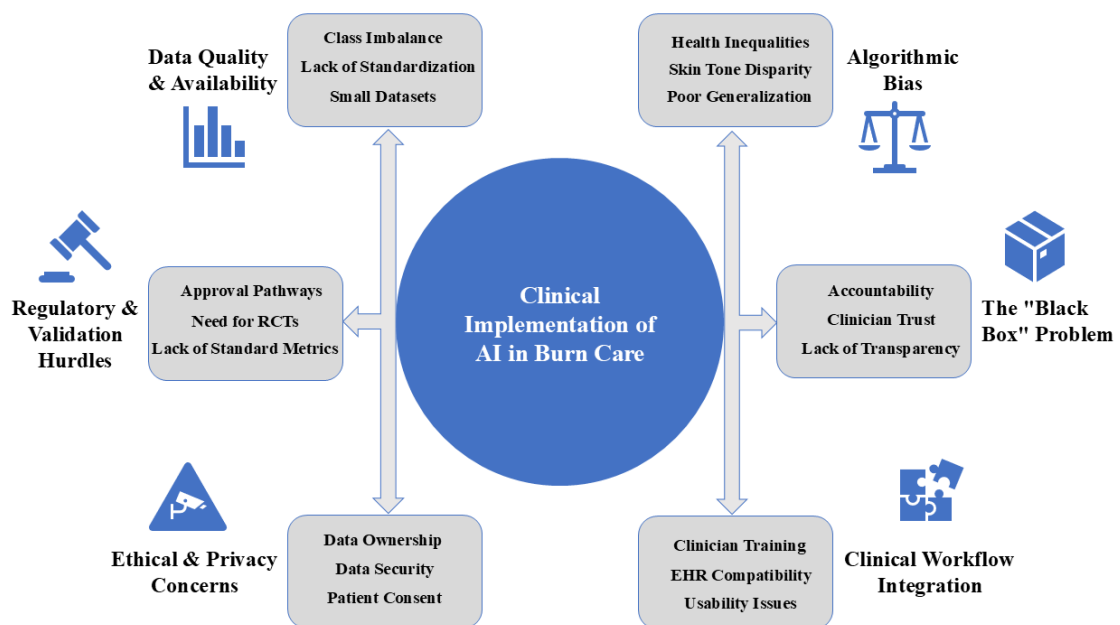 Data Quality
& Availability
Class Imbalance
Lack of Standardization
Small Datasets
Health Inequalities
Skin Tone Disparity
Poor Generalization
Algorithmic
Bias
Regulatory &
Validation
Hurdles
Approval Pathways
Need for RCTs
Lack of Standard Metrics
Clinical
Implementation of
AI in Burn Care
Accountability
Clinician Trust
Lack of Transparency
The "Black
Box" Problem
Ethical & Privacy
Concerns
Data Ownership
Data Security
Patient Consent
Clinician Training
EHR Compatibility
Usability Issues
Clinical Workflow
Integration